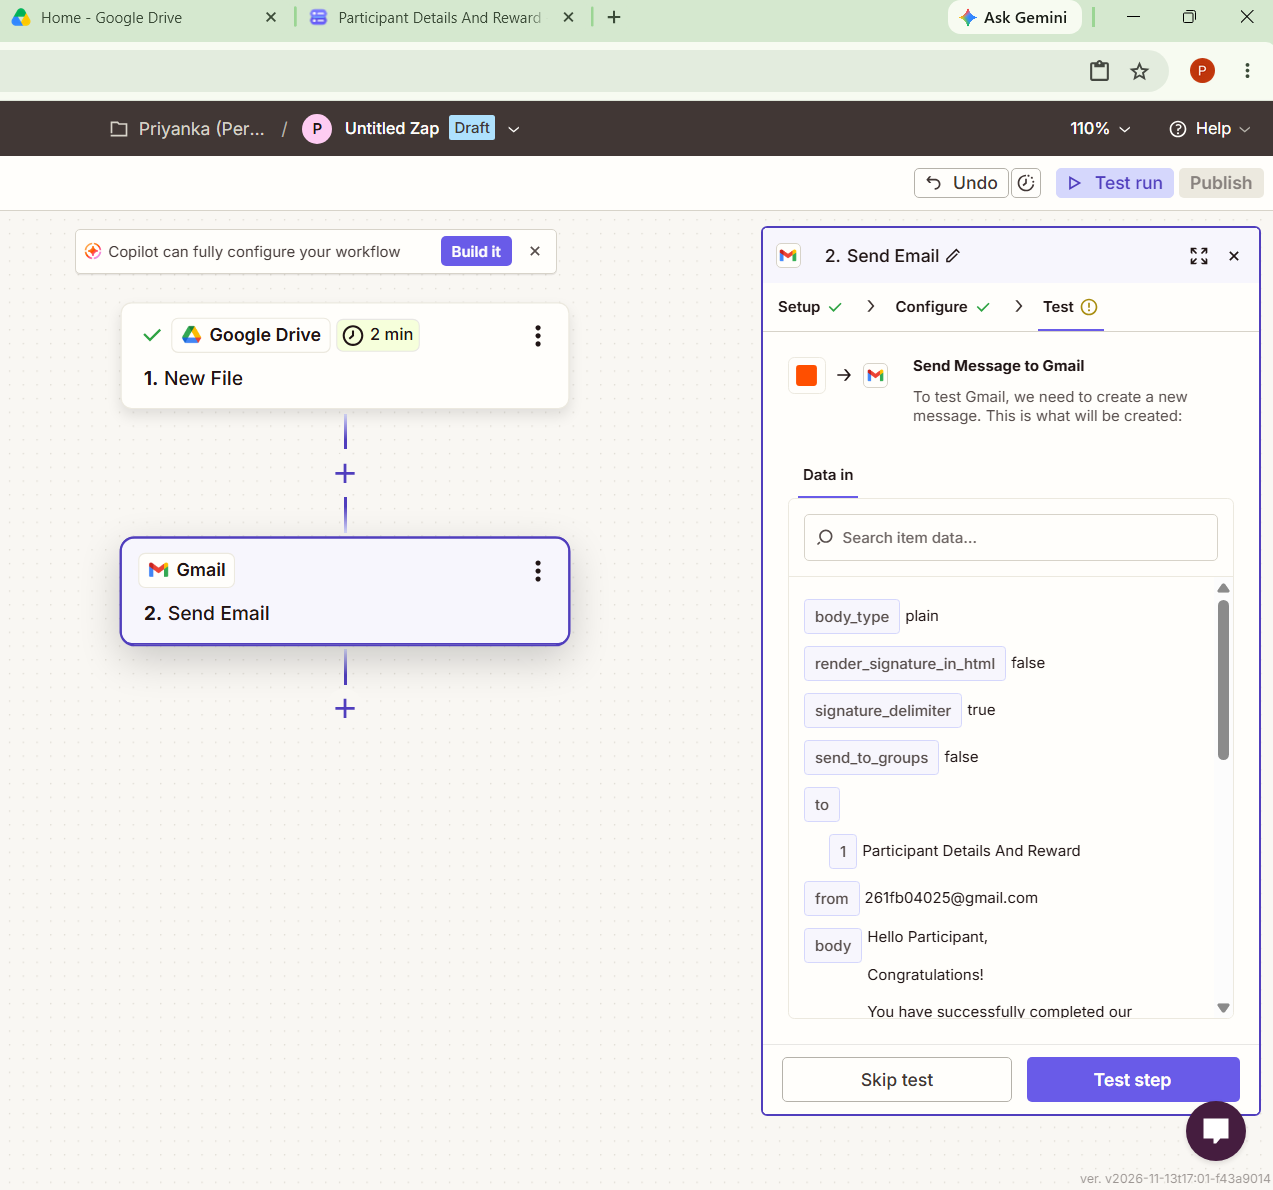 Home - Google Drive
Participant Details And Reward
Ask Gemini
P
Priyanka (Per... / P Untitled Zap Draft
110%
Help
Undo
Test run
Publish
Copilot can fully configure your workflow
Build it
Google Drive
2 min
1. New File
Gmail
2. Send Email
2. Send Email
Setup
Configure
Test
Send Message to Gmail
To test Gmail, we need to create a new
message. This is what will be created:
Data in
Search item data...
body_type plain
render_signature_in_html false
signature_delimiter true
send_to_groups false
to
1 Participant Details And Reward
from 261fb04025@gmail.com
body Hello Participant,
Congratulations!
You have successfully completed our
Skip test
Test step
ver. v2026-11-13t17:01-f43a9014